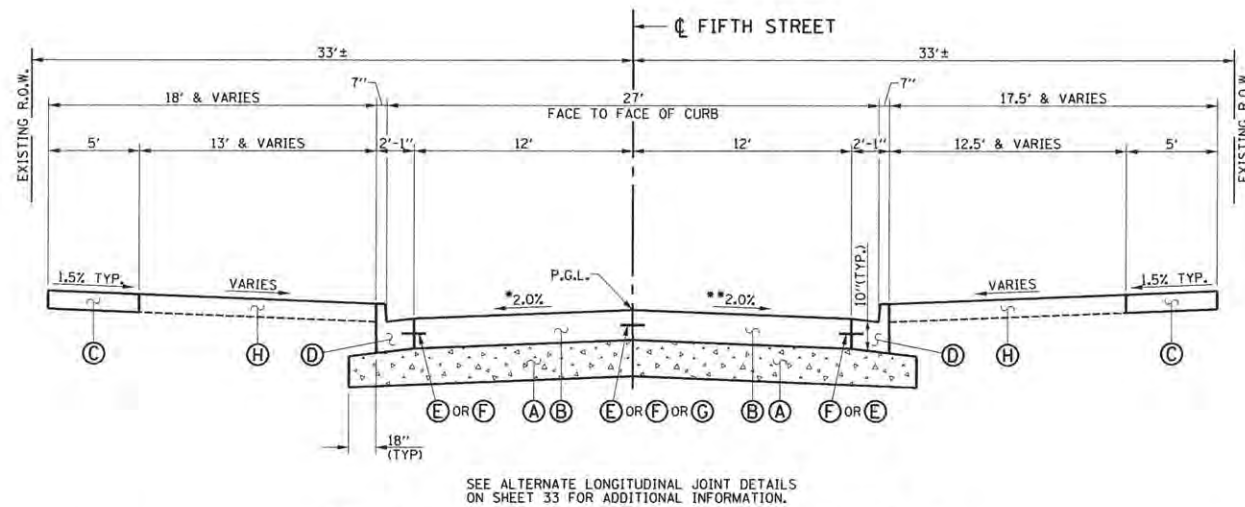 ℄ FIFTH STREET
33'± 33'±
EXISTING R.O.W.
EXISTING R.O.W.
7" 7"
18' & VARIES 27' 17.5' & VARIES
FACE TO FACE OF CURB
5' 13' & VARIES 2'-1" 12' 12' 2'-1" 12.5' & VARIES 5'
1.5% TYP. VARIES *2.0% P.G.L. **2.0% 10"(TYP.) VARIES 1.5% TYP.
C H D D H C
E OR F A B E OR F OR G B A F OR E
18"
(TYP)
SEE ALTERNATE LONGITUDINAL JOINT DETAILS
ON SHEET 33 FOR ADDITIONAL INFORMATION.